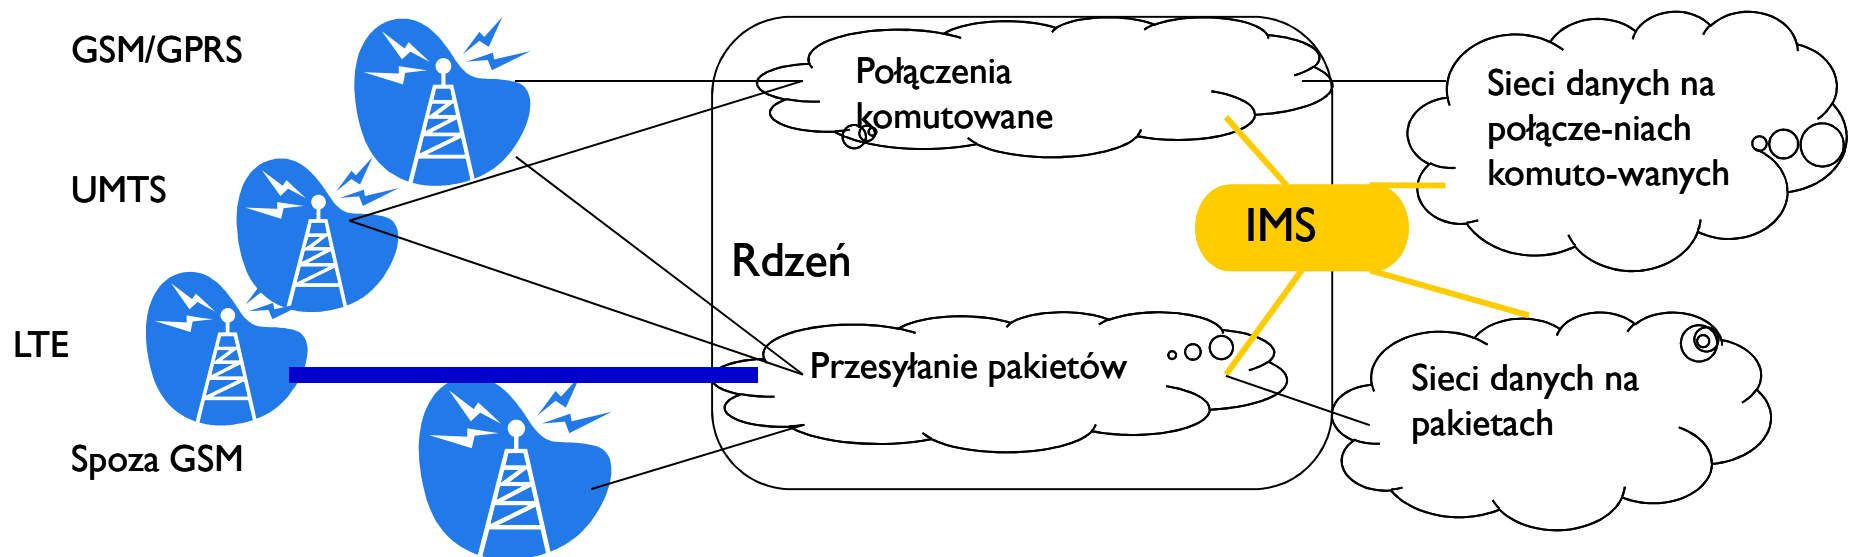 GSM/GPRS
Połączenia
komutowane
Sieci danych na
połącze-niach
komuto-wanych
UMTS
IMS
Rdzeń
LTE
Przesyłanie pakietów
Sieci danych na
pakietach
Spoza GSM